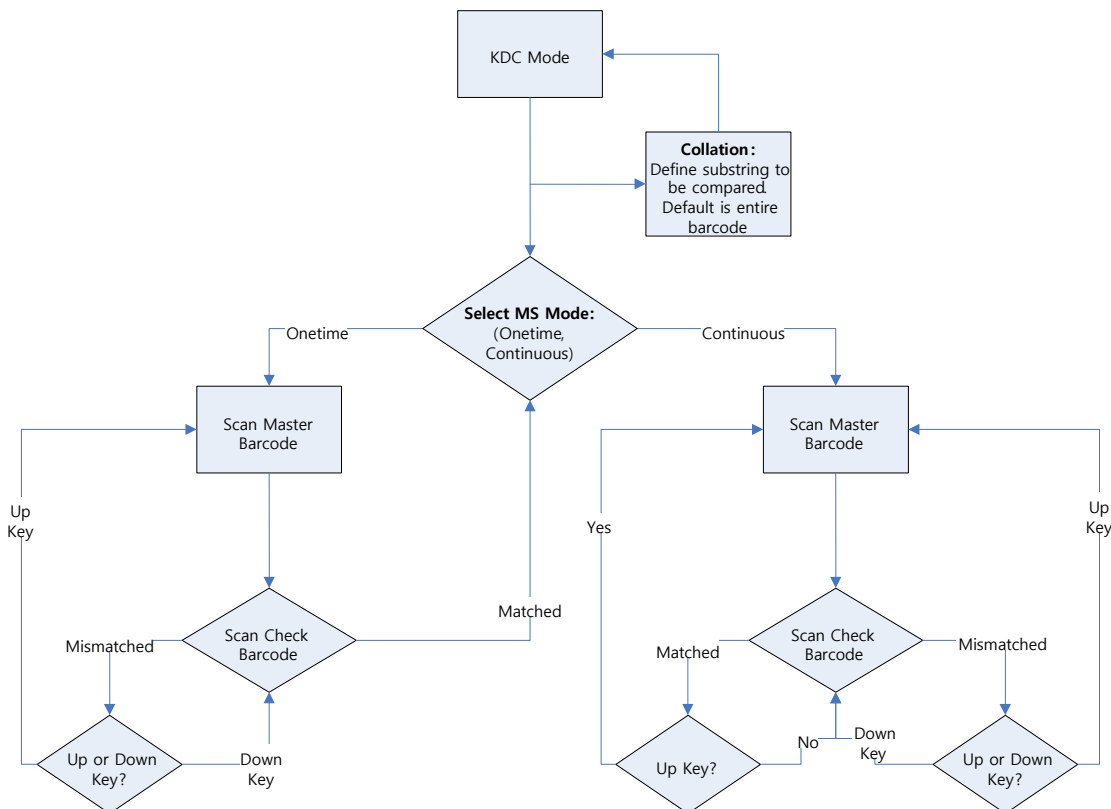 KDC Mode
Collation:
Define substring to
be compared.
Default is entire
barcode
Select MS Mode:
(Onetime,
Continuous)
Onetime
Continuous
Scan Master
Barcode
Scan Master
Barcode
Up
Key
Yes
Up
Key
Matched
Scan Check
Barcode
Mismatched
Scan Check
Barcode
Matched
Mismatched
Up or Down
Key?
Down
Key
Up Key?
No
Down
Key
Up or Down
Key?